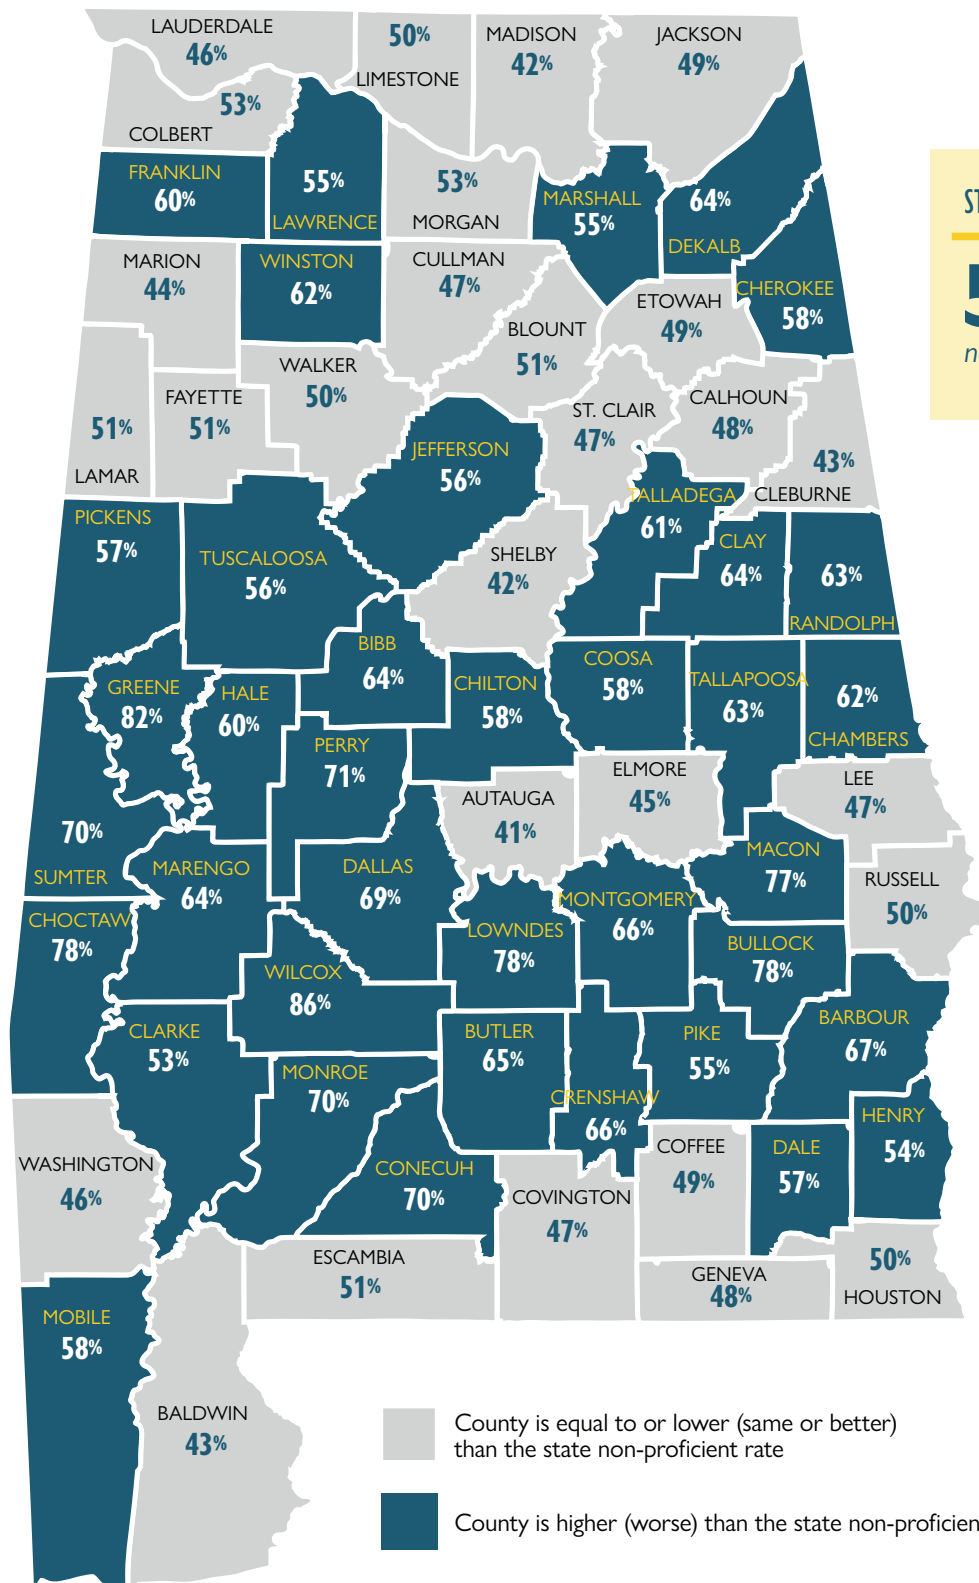 LAUDERDALE
46%
50%
LIMESTONE
MADISON
42%
JACKSON
49%
53%
COLBERT
FRANKLIN
60%
55%
LAWRENCE
53%
MORGAN
MARSHALL
55%
64%
DEKALB
CHEROKEE
58%
MARION
44%
WINSTON
62%
CULLMAN
47%
BLOUNT
51%
ETOWAH
49%
51%
LAMAR
FAYETTE
51%
WALKER
50%
JEFFERSON
56%
ST. CLAIR
47%
CALHOUN
48%
43%
CLEBURNE
PICKENS
57%
TUSCALOOSA
56%
SHELBY
42%
TALLADEGA
61%
CLAY
64%
63%
RANDOLPH
GREENE
82%
HALE
60%
BIBB
64%
CHILTON
58%
COOSA
58%
TALLAPOOSA
63%
62%
CHAMBERS
70%
SUMTER
PERRY
71%
AUTAUGA
41%
ELMORE
45%
LEE
47%
MARENGO
64%
DALLAS
69%
MACON
77%
RUSSELL
50%
CHOCTAW
78%
WILCOX
86%
LOWNDES
78%
MONTGOMERY
66%
BULLOCK
78%
CLARKE
53%
MONROE
70%
BUTLER
65%
CRENSHAW
66%
PIKE
55%
BARBOUR
67%
WASHINGTON
46%
CONECUH
70%
COVINGTON
47%
COFFEE
49%
DALE
57%
HENRY
54%
ESCAMBIA
51%
GENEVA
48%
50%
HOUSTON
MOBILE
58%
BALDWIN
43%
County is equal to or lower (same or better)
than the state non-proficient rate
County is higher (worse) than the state non-proficien